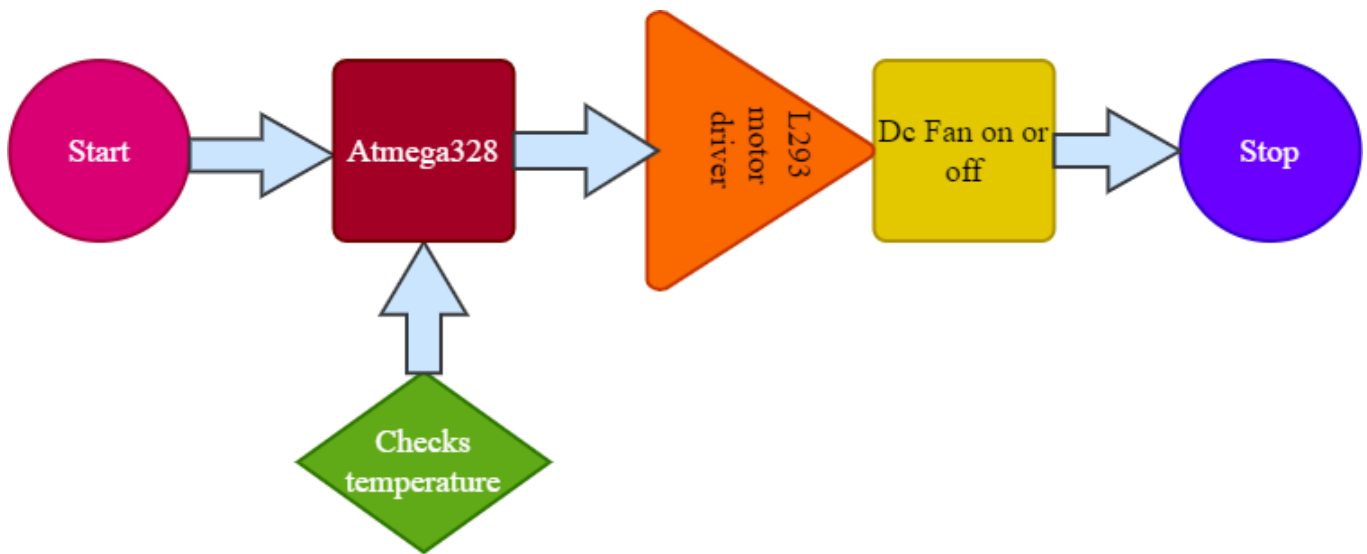 Start
Atmega328
L293
motor
driver
Dc Fan on or
off
Stop
Checks
temperature